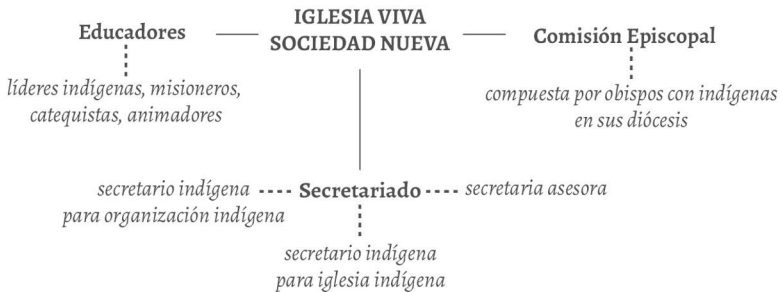 IGLESIA VIVA
SOCIEDAD NUEVA
Educadores
líderes indígenas, misioneros,
catequistas, animadores
Comisión Episcopal
compuesta por obispos con indígenas
en sus diócesis
Secretariado
secretario indígena
para organización indígena
secretaria asesora
secretario indígena
para iglesia indígena